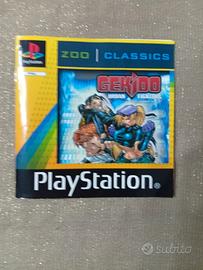 ZOO | CLASSICS
GEKIDO
URBAN FIGHTERS
PlayStation®
subito